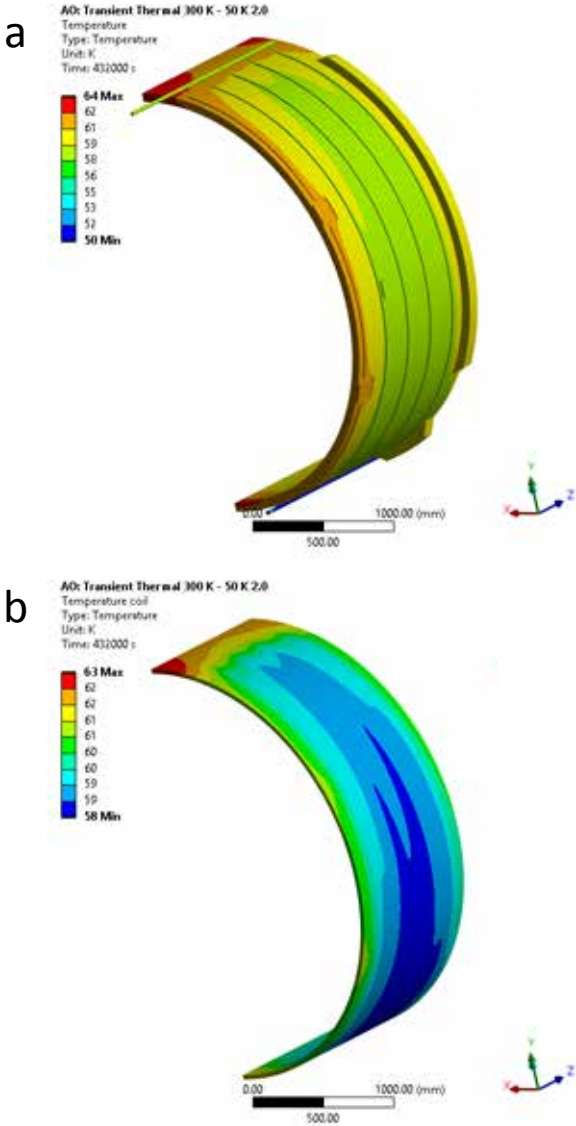 a
AO: Transient Thermal 300 K - 50 K 2.0
Temperature
Type: Temperature
Unit: K
Time: 432000 s
64 Max
62
61
59
58
56
55
53
52
50 Min
0.00
1000.00 (mm)
500.00
X
Y
Z
b
AO: Transient Thermal 300 K - 50 K 2.0
Temperature coil
Type: Temperature
Unit: K
Time: 432000 s
63 Max
62
62
61
61
60
60
59
59
58 Min
0.00
1000.00 (mm)
500.00
X
Y
Z